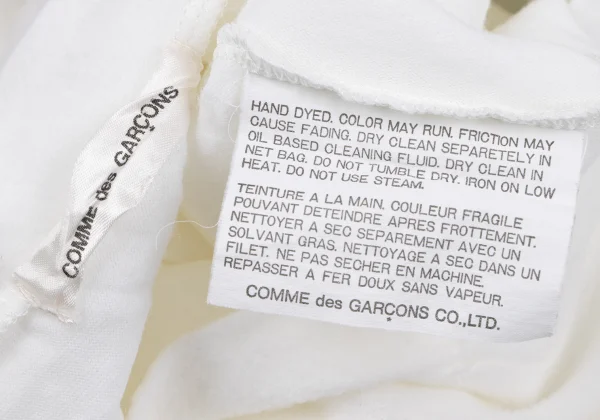 COMME des GARÇONS
HAND DYED. COLOR MAY RUN. FRICTION MAY
CAUSE FADING. DRY CLEAN SEPARETELY IN
OIL BASED CLEANING FLUID. DRY CLEAN IN
NET BAG. DO NOT TUMBLE DRY. IRON ON LOW
HEAT. DO NOT USE STEAM.
TEINTURE A LA MAIN. COULEUR FRAGILE
POUVANT DETEINDRE APRES FROTTEMENT.
NETTOYER A SEC SEPAREMENT AVEC UN
SOLVANT GRAS. NETTOYAGE A SEC DANS UN
FILET. NE PAS SECHER EN MACHINE.
REPASSER A FER DOUX SANS VAPEUR.
COMME des GARÇONS CO.,LTD.